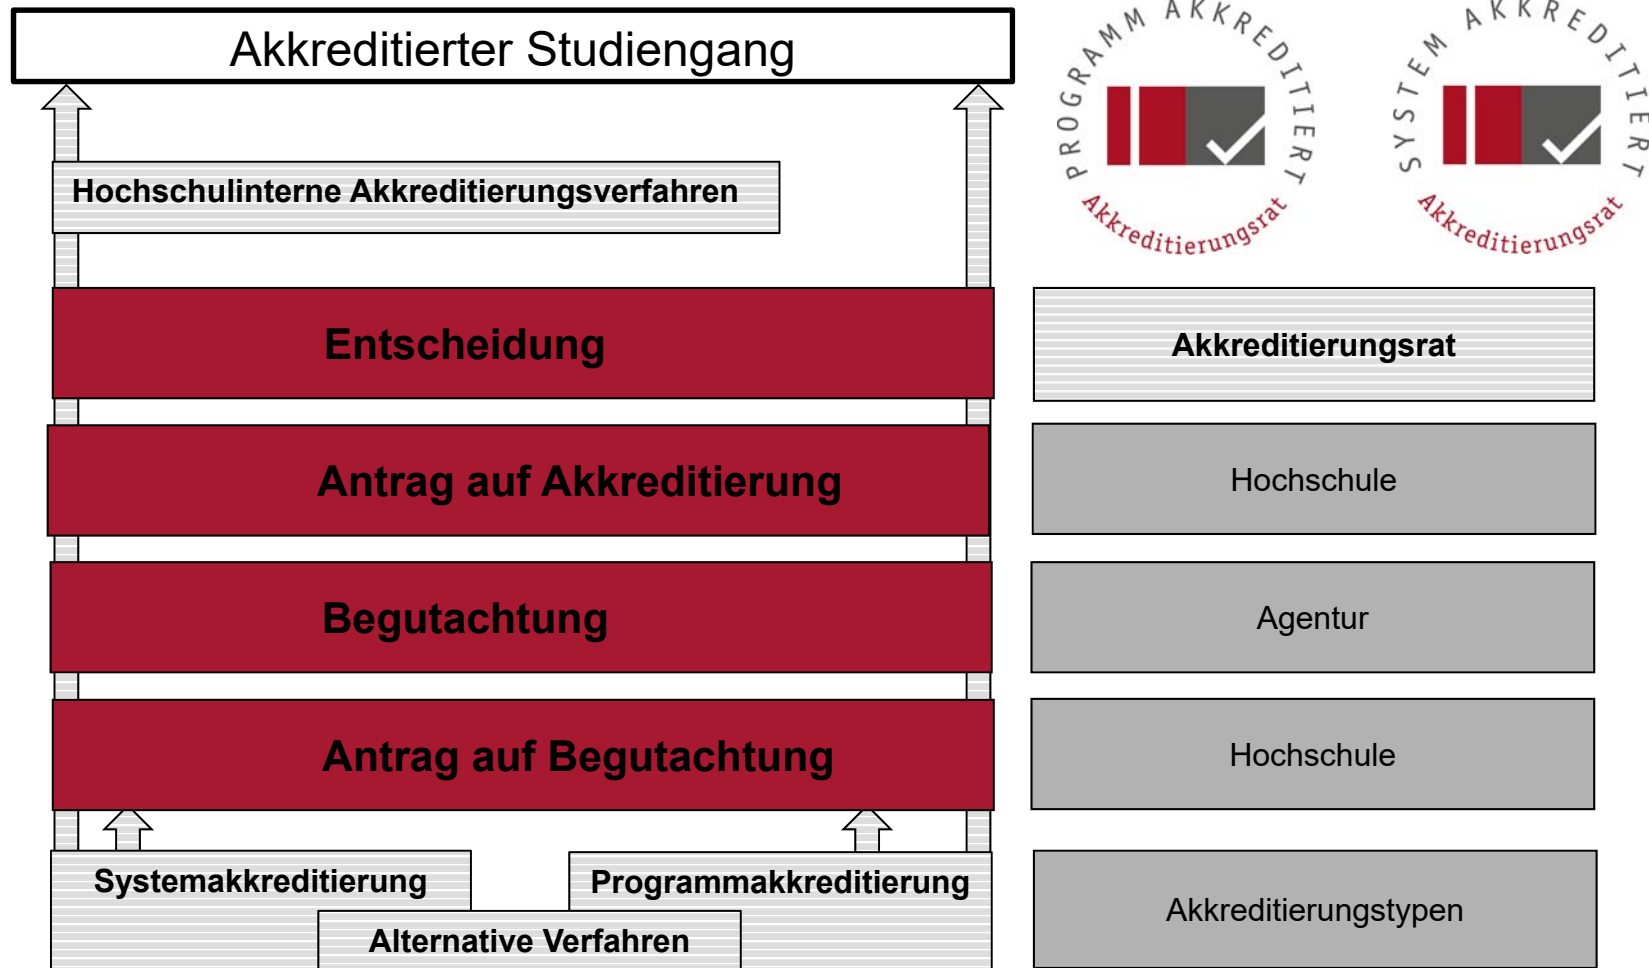 Akkreditierter Studiengang
PROGRAMM AKKREDITIERT
Akkreditierungsrat
SYSTEM AKKREDITIERT
Akkreditierungsrat
Hochschulinterne Akkreditierungsverfahren
Entscheidung
Akkreditierungsrat
Antrag auf Akkreditierung
Hochschule
Begutachtung
Agentur
Antrag auf Begutachtung
Hochschule
Systemakkreditierung
Programmakkreditierung
Akkreditierungstypen
Alternative Verfahren